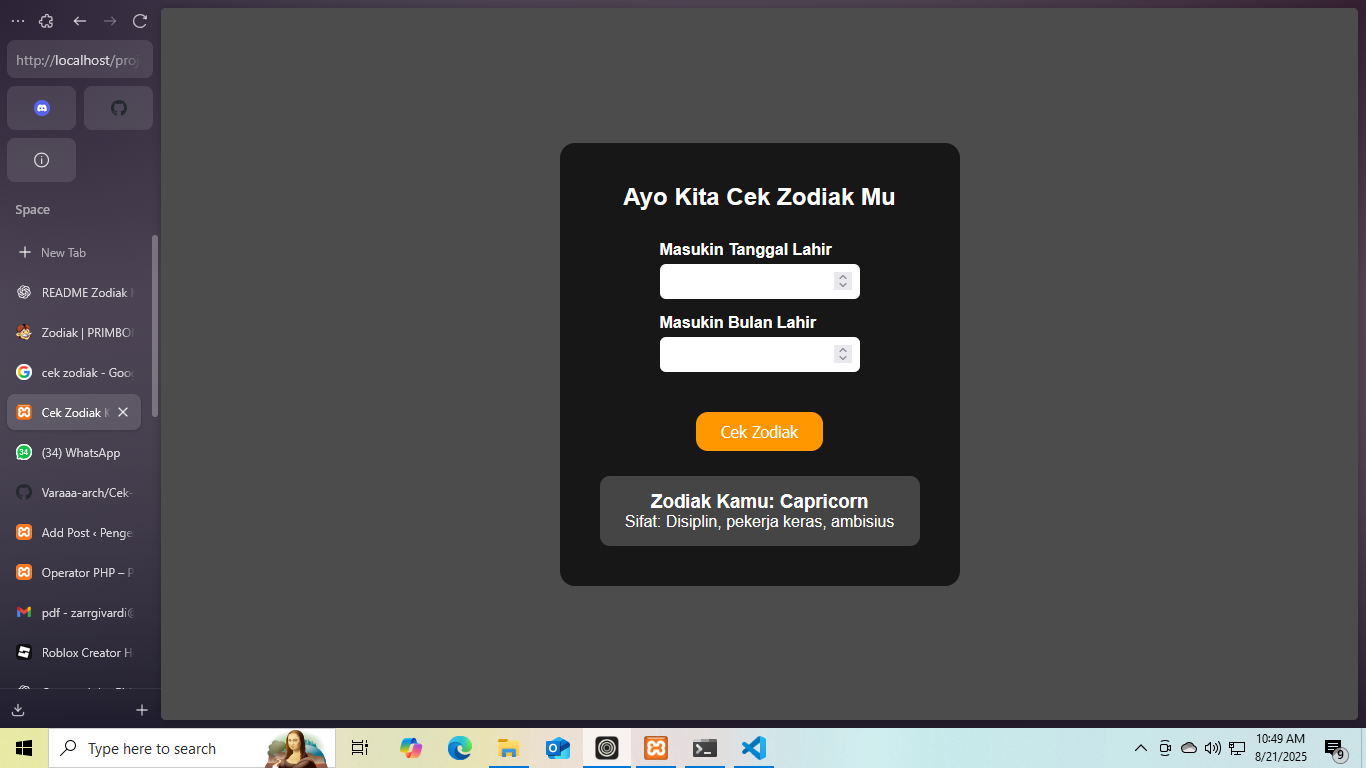 http://localhost/proj
Space
New Tab
README Zodiak
Zodiak | PRIMBO
cek zodiak - Goo
Cek Zodiak K
34
(34) WhatsApp
Varaaa-arch/Cek-
Add Post ‹ Penge
Operator PHP – P
pdf - zarrgivardi@
Roblox Creator H
Ayo Kita Cek Zodiak Mu
Masukin Tanggal Lahir
Masukin Bulan Lahir
Cek Zodiak
Zodiak Kamu: Capricorn
Sifat: Disiplin, pekerja keras, ambisius
Type here to search
10:49 AM
8/21/2025
9